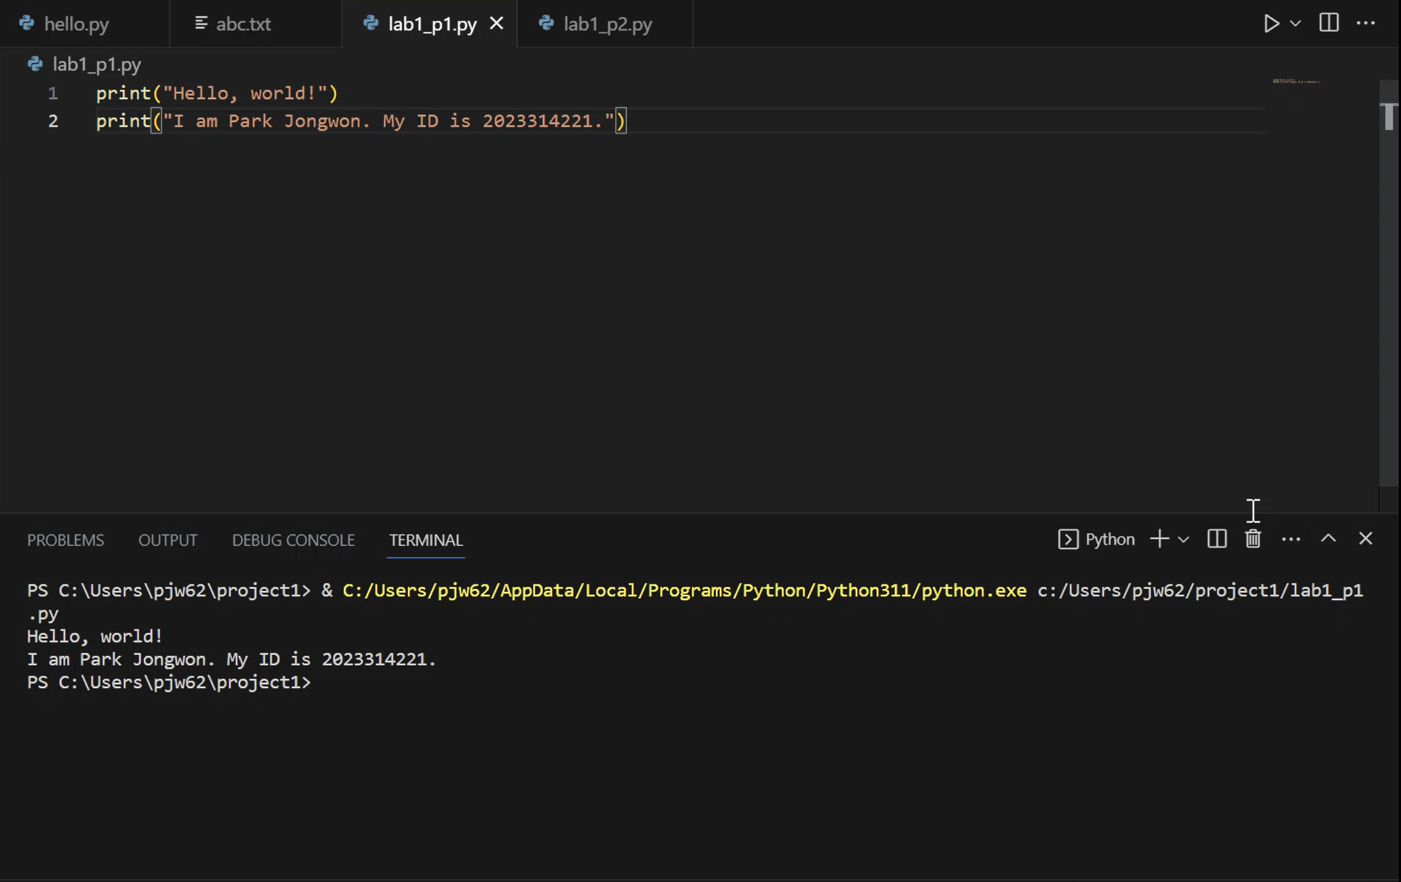 hello.py
abc.txt
lab1_p1.py
lab1_p2.py
lab1_p1.py
1 print("Hello, world!")
2 print("I am Park Jongwon. My ID is 2023314221.")
PROBLEMS OUTPUT DEBUG CONSOLE TERMINAL Python
PS C:\Users\pjw62\project1> & C:/Users/pjw62/AppData/Local/Programs/Python/Python311/python.exe c:/Users/pjw62/project1/lab1_p1
.py
Hello, world!
I am Park Jongwon. My ID is 2023314221.
PS C:\Users\pjw62\project1>